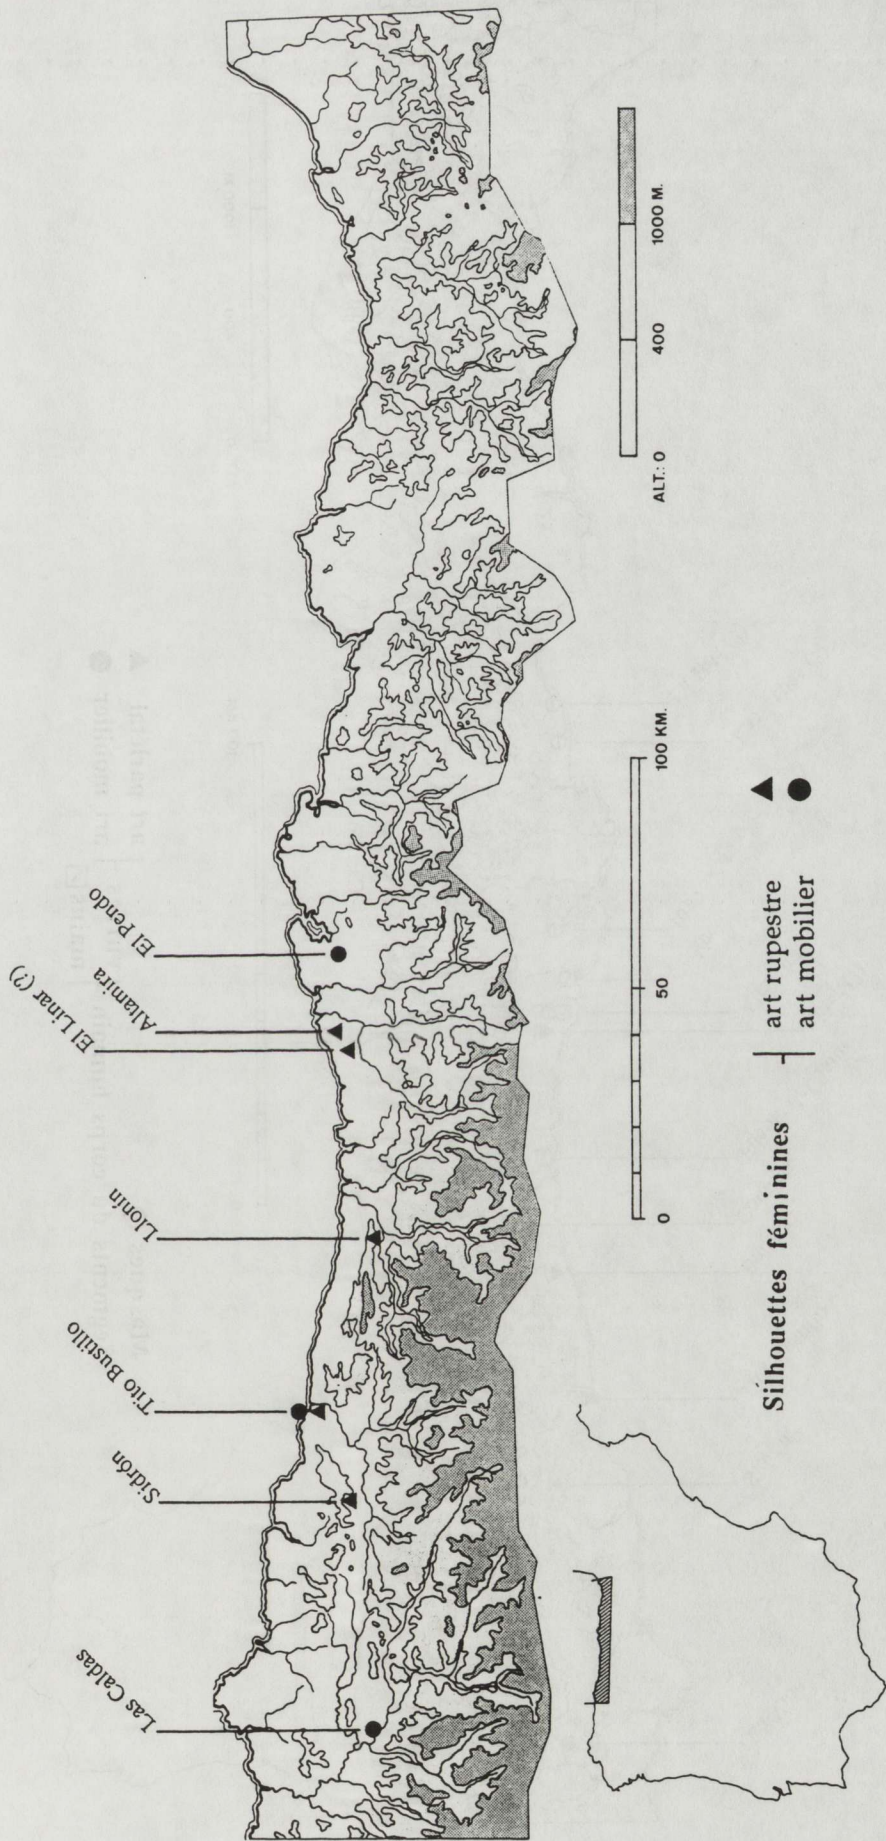 Las Caldas
Sidrón
Tito Bustillo
Llonín
El Linar (?)
Altamira
El Pendo
0 50 100 KM.
ALT.: 0 400 1000 M.
Silhouettes féminines
art rupestre
art mobilier